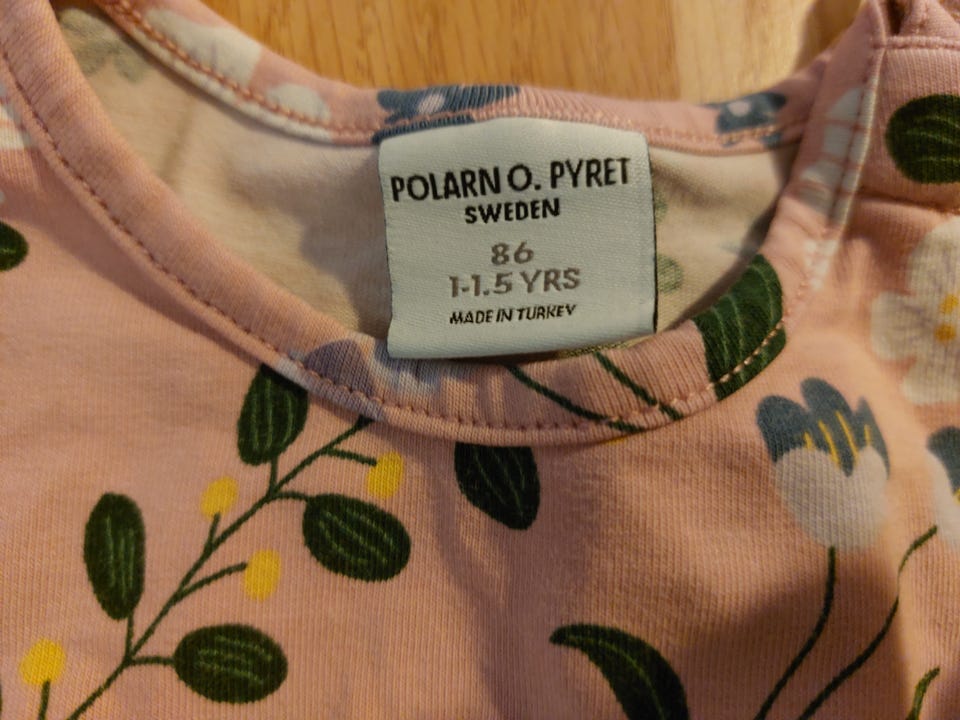 POLARN O. PYRET
SWEDEN
86
1-1.5 YRS
MADE IN TURKEY